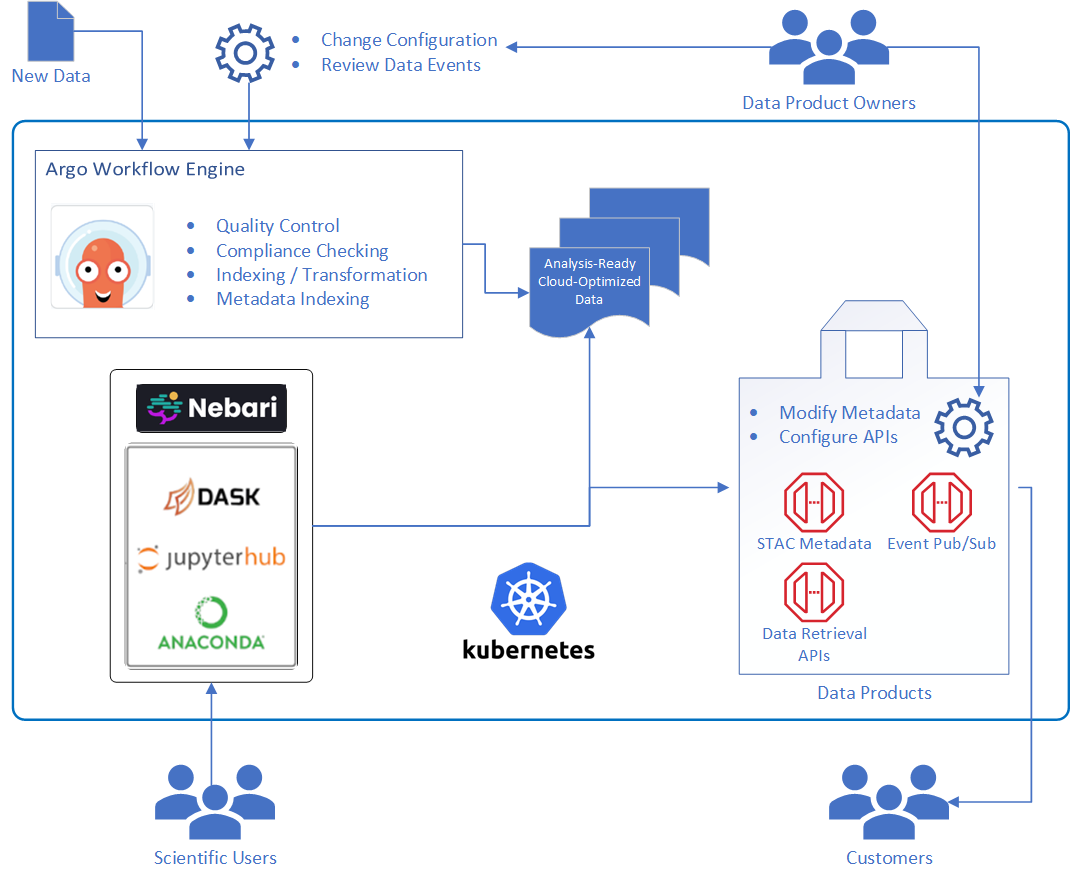 New Data
Change Configuration
Review Data Events
Data Product Owners
Argo Workflow Engine
Quality Control
Compliance Checking
Indexing / Transformation
Metadata Indexing
Analysis-Ready
Cloud-Optimized
Data
Nebari
DASK
jupyterhub
ANACONDA
kubernetes
Modify Metadata
Configure APIs
STAC Metadata
Event Pub/Sub
Data Retrieval
APIs
Data Products
Scientific Users
Customers